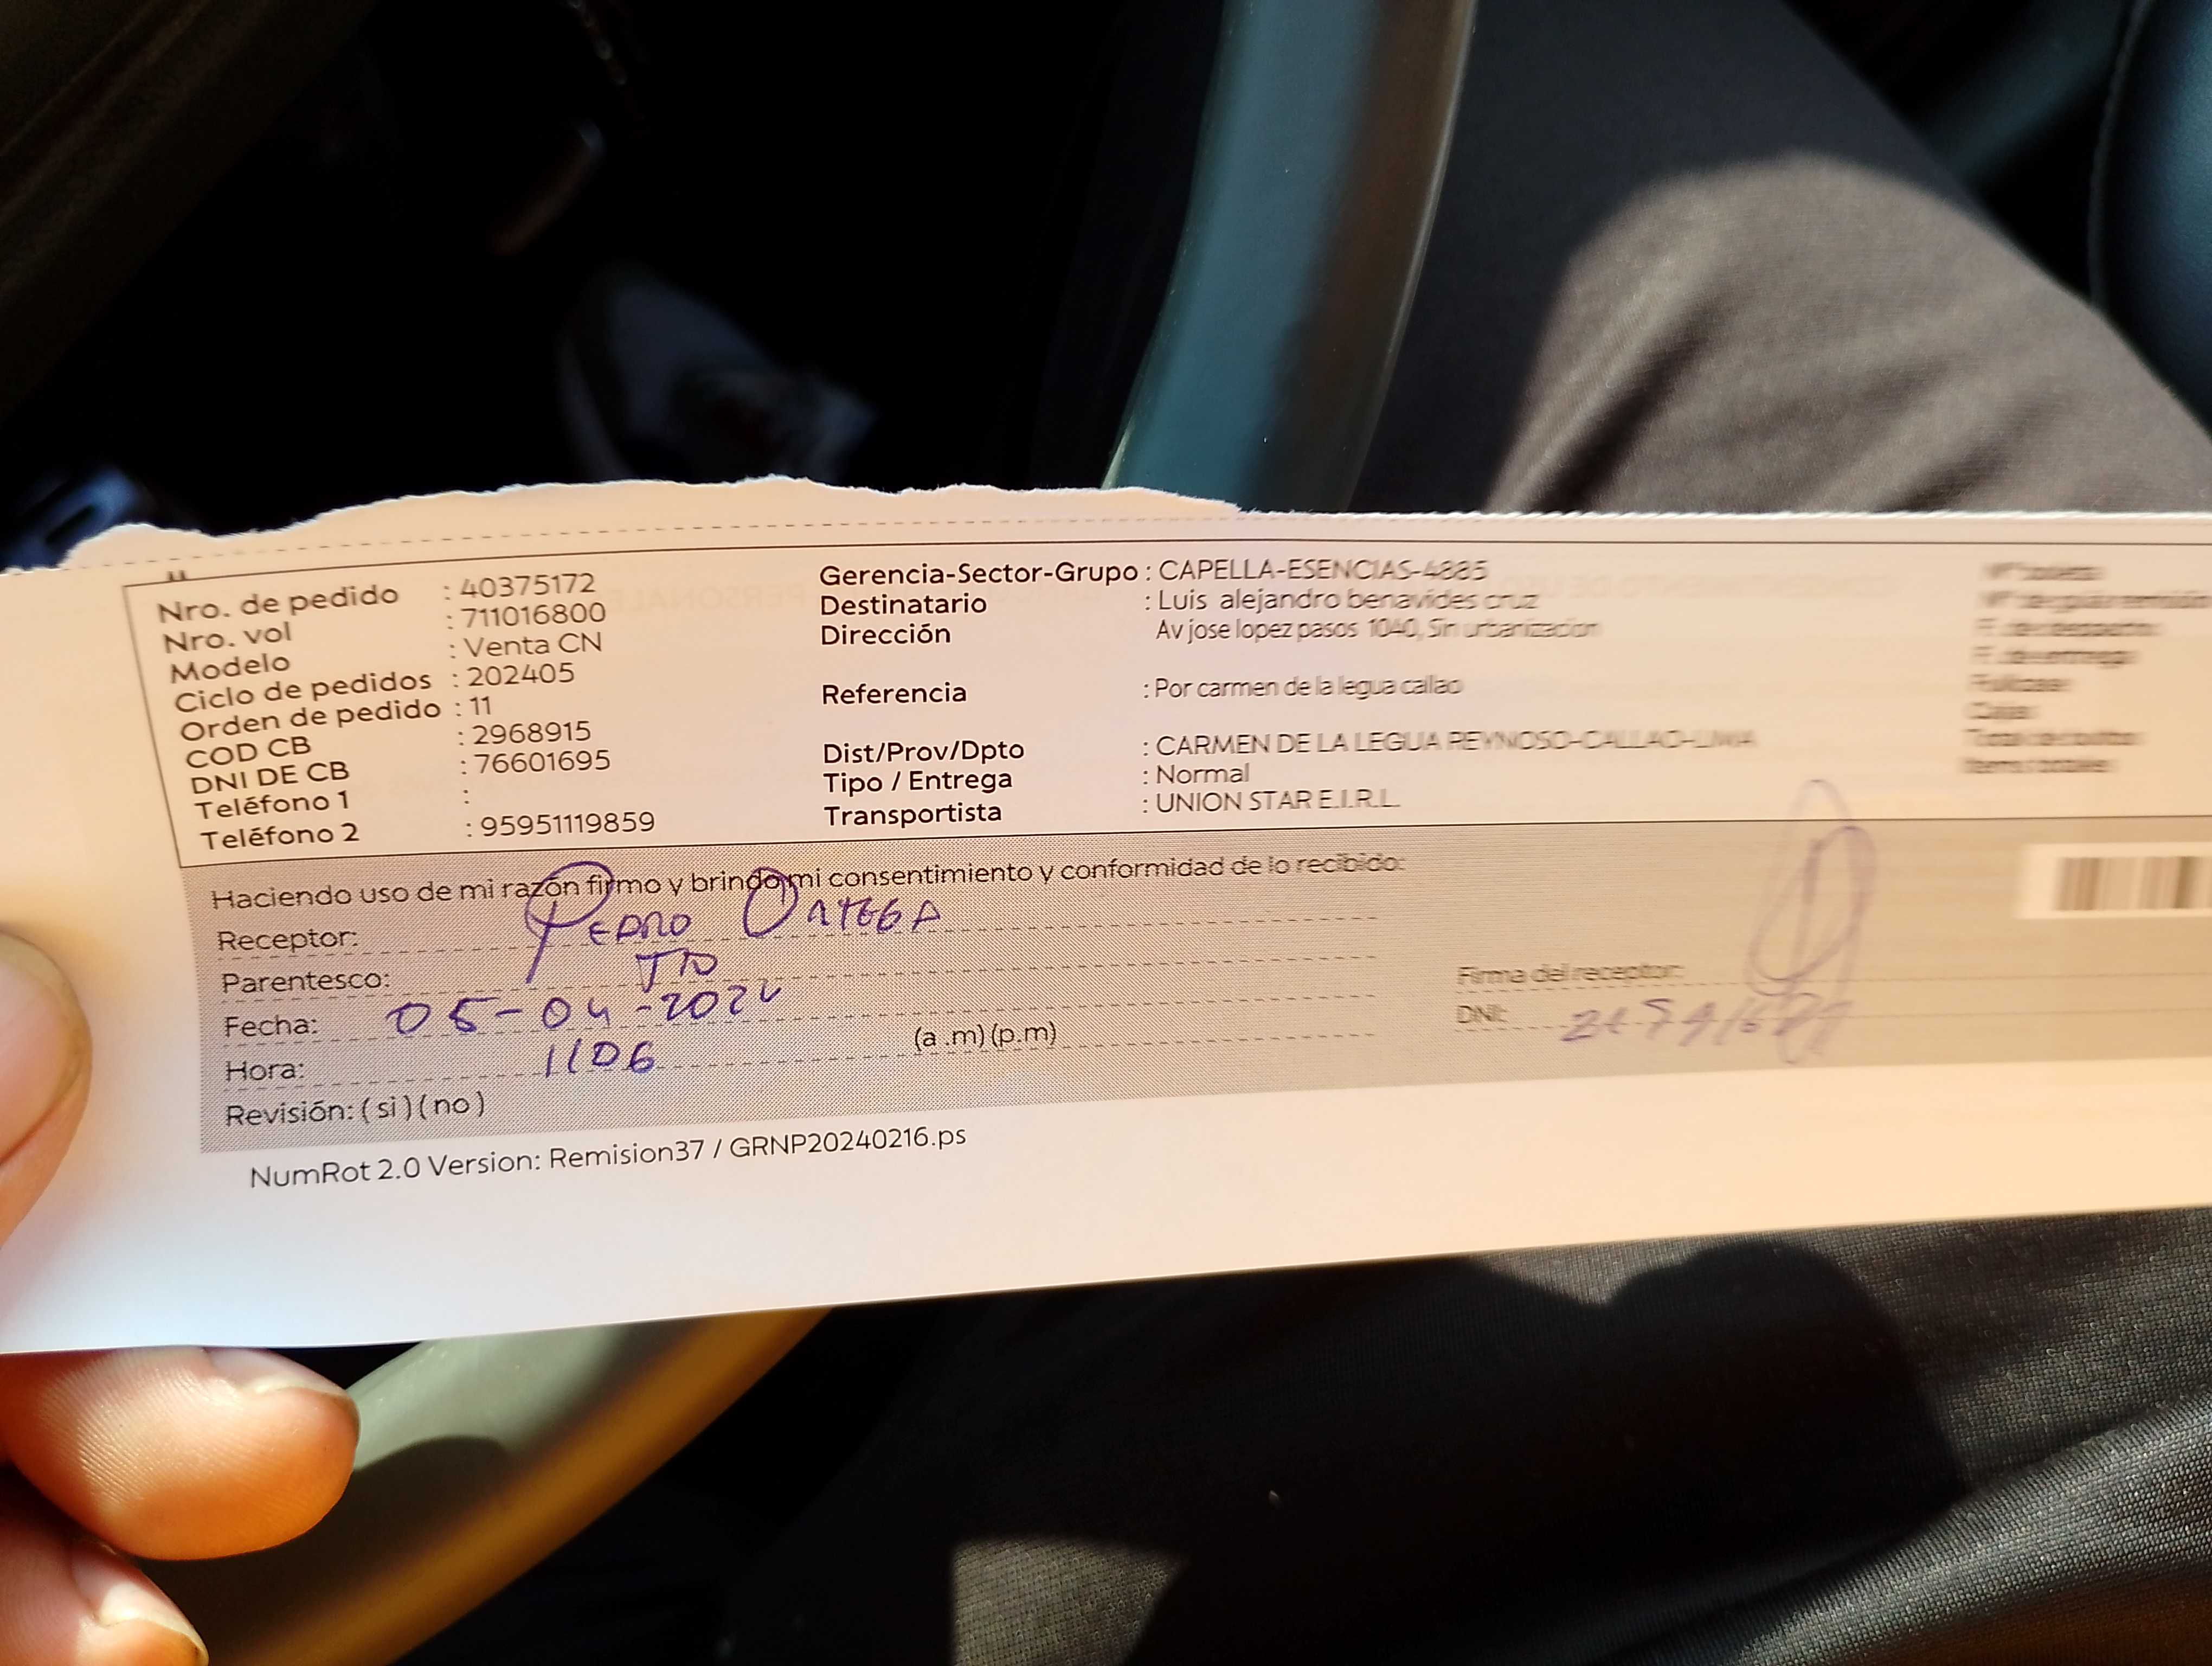 Nro. de pedido : 40375172
Nro. vol : 711016800
Modelo : Venta CN
Ciclo de pedidos : 202405
Orden de pedido : 11
COD CB : 2968915
DNI DE CB : 76601695
Teléfono 1 :
Teléfono 2 : 95951119859
Gerencia-Sector-Grupo : CAPELLA-ESENCIAS-4885
Destinatario : Luis alejandro benavides cruz
Dirección Av jose lopez pasos 1040, Sin urbanizacion
Referencia : Por carmen de la legua callao
Dist/Prov/Dpto : CARMEN DE LA LEGUA REYNOSO-CALLAO-LIMA
Tipo / Entrega : Normal
Transportista : UNION STAR E.I.R.L.
Haciendo uso de mi razón firmo y brindo mi consentimiento y conformidad de lo recibido:
Receptor: PEDRO ORTEGA
Parentesco: TIO
Fecha: 05-04-2024
Hora: 1106 (a .m) (p.m)
Revisión: ( si ) ( no )
Firma del receptor:
DNI:
NumRot 2.0 Version: Remision37 / GRNP20240216.ps